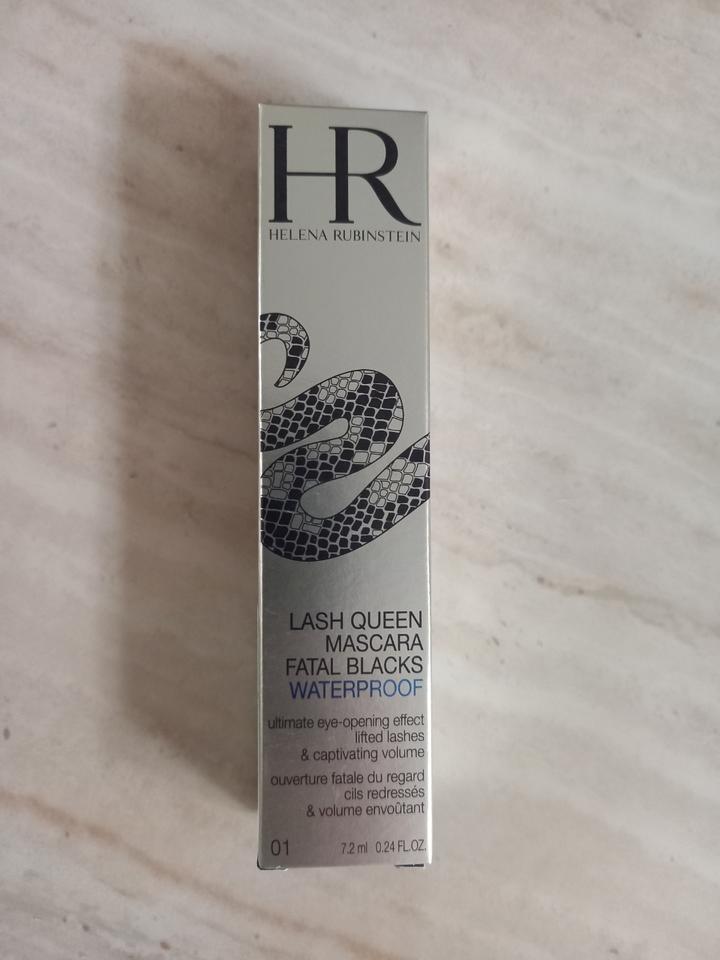 HR
HELENA RUBINSTEIN
LASH QUEEN
MASCARA
FATAL BLACKS
WATERPROOF
ultimate eye-opening effect
lifted lashes
& captivating volume
ouverture fatale du regard
cils redressés
& volume envoûtant
01 7.2 ml 0.24 FL.OZ.